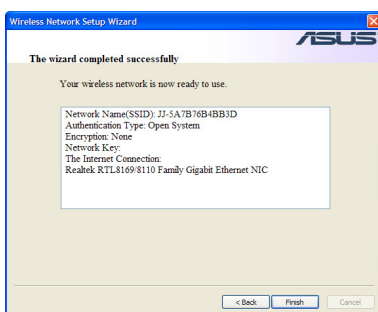 Wireless Network Setup Wizard
ASUS
The wizard completed successfully
Your wireless network is now ready to use.
Network Name(SSID): JJ-5A7B76B4BB3D
Authentication Type: Open System
Encryption: None
Network Key:
The Internet Connection:
Realtek RTL8169/8110 Family Gigabit Ethernet NIC
< Back Finish Cancel